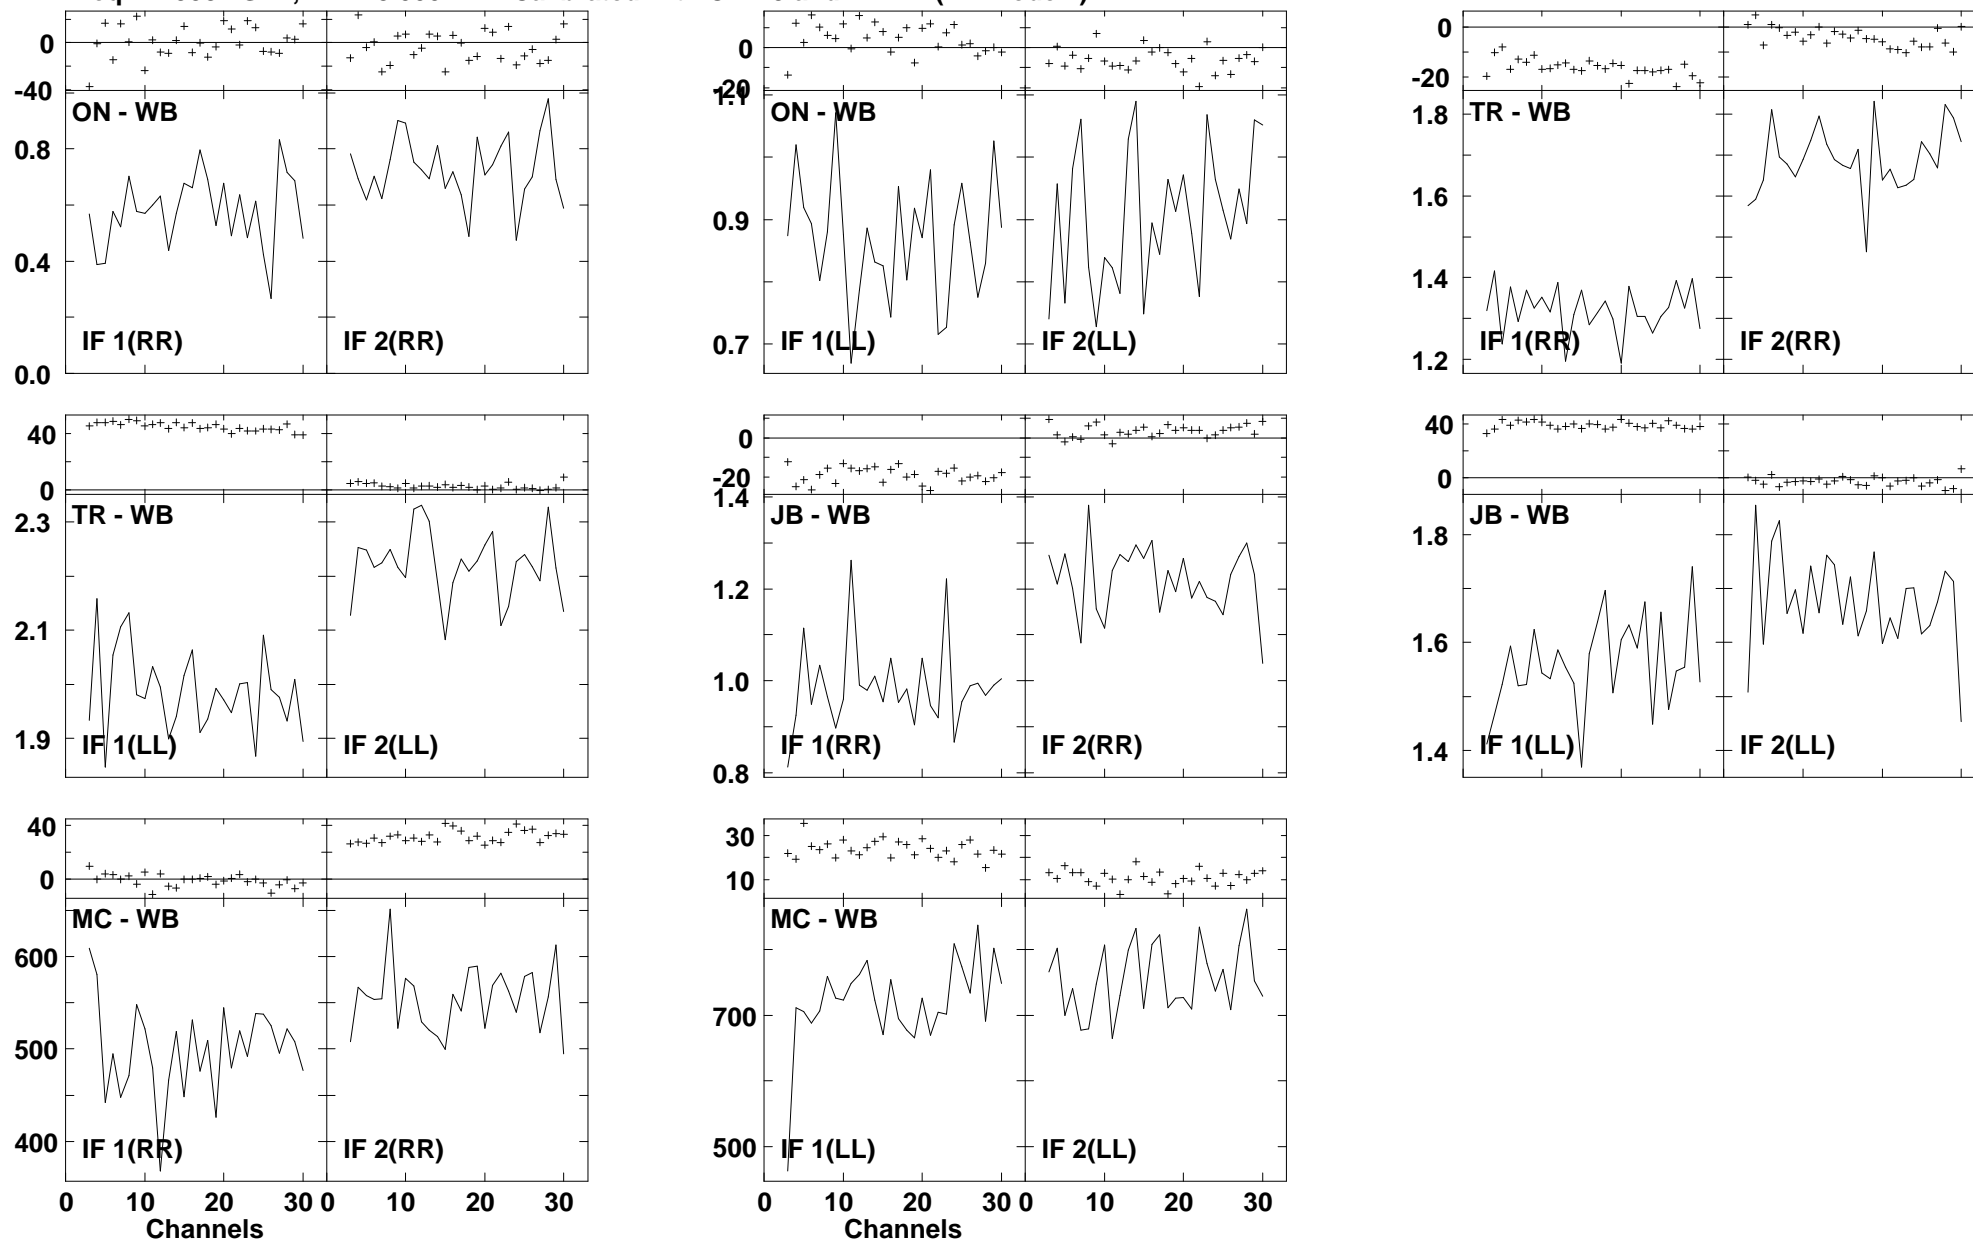 0
-40
ON - WB
0.8
0.4
0.0
IF 1(RR)
IF 2(RR)
0
-20
1.1
ON - WB
0.9
0.7
IF 1(LL)
IF 2(LL)
0
-20
TR - WB
1.8
1.6
1.4
1.2
IF 1(RR)
IF 2(RR)
40
0
TR - WB
2.3
2.1
1.9
IF 1(LL)
IF 2(LL)
0
-20
1.4
JB - WB
1.2
1.0
0.8
IF 1(RR)
IF 2(RR)
40
0
JB - WB
1.8
1.6
1.4
IF 1(LL)
IF 2(LL)
40
0
MC - WB
600
500
400
IF 1(RR)
IF 2(RR)
0 10 20 30 0
Channels
30
10
MC - WB
700
500
IF 1(LL)
IF 2(LL)
0 10 20 30 0
Channels